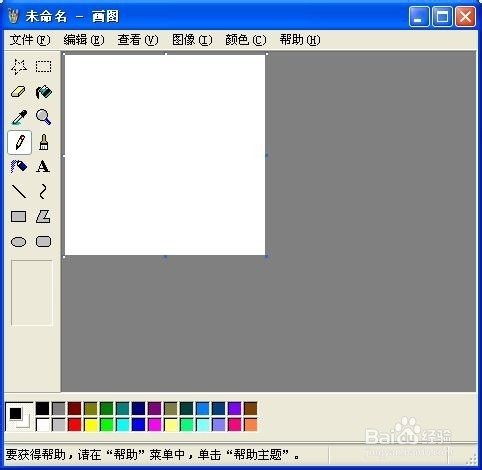 未命名 - 画图
文件(F) 编辑(E) 查看(V) 图像(I) 颜色(C) 帮助(H)
A
Baidu 经验
要获得帮助，请在“帮助”菜单中，单击“帮助主题”。